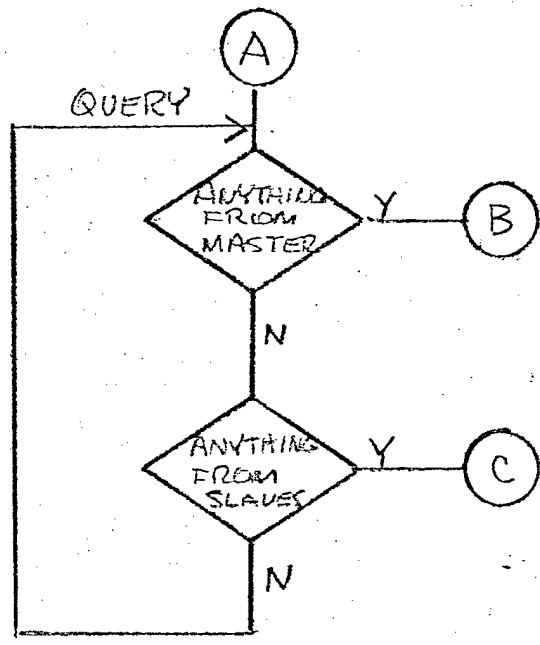 A
QUERY
ANYTHING
FROM
MASTER
Y
B
N
ANYTHING
FROM
SLAVES
Y
C
N